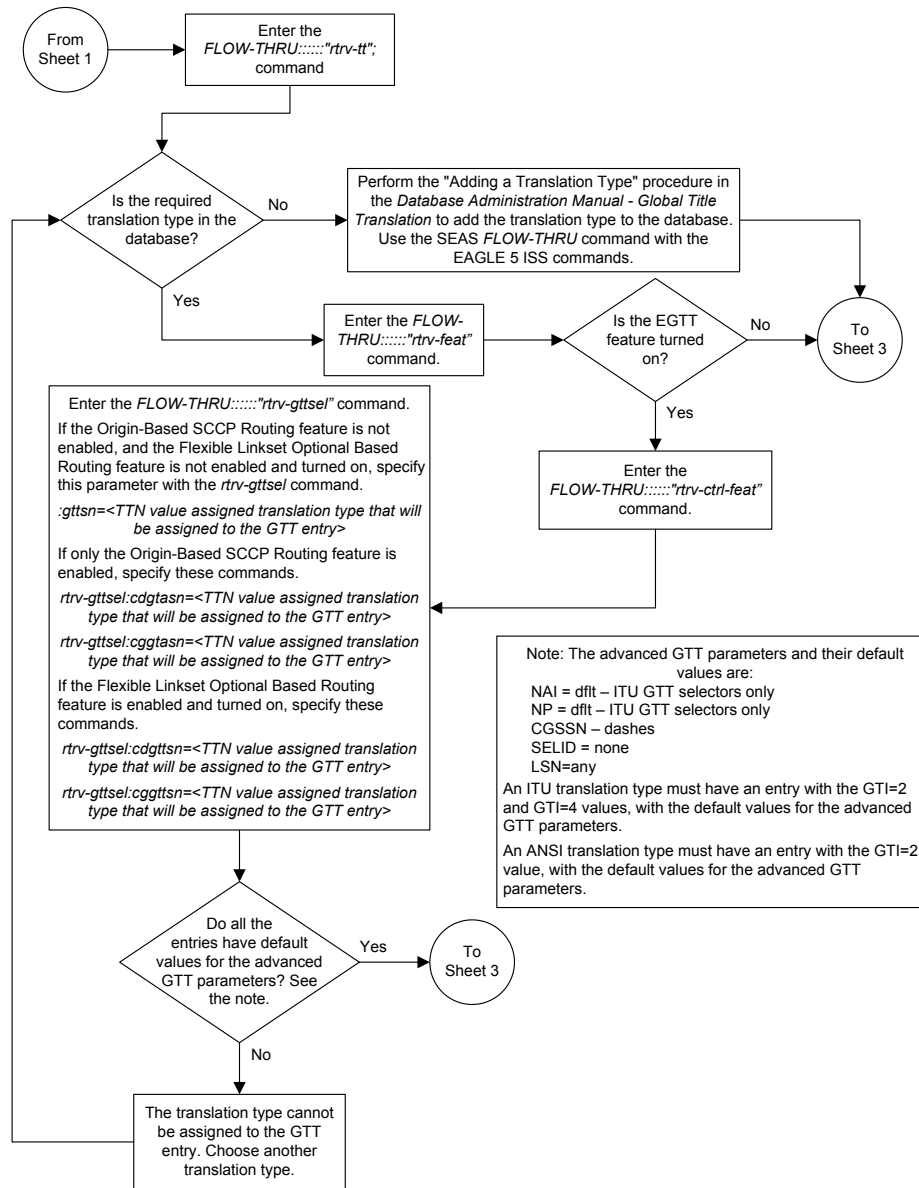 From
Sheet 1
Enter the
FLOW-THRU::::::"rtrv-tt";
command
Is the required
translation type in the
database?
No
Perform the "Adding a Translation Type" procedure in
the Database Administration Manual - Global Title
Translation to add the translation type to the database.
Use the SEAS FLOW-THRU command with the
EAGLE 5 ISS commands.
Yes
Enter the FLOW-
THRU::::::"rtrv-feat”
command.
Is the EGTT
feature turned
on?
No
To
Sheet 3
Yes
Enter the
FLOW-THRU::::::"rtrv-ctrl-feat”
command.
Enter the FLOW-THRU::::::"rtrv-gttsel” command.
If the Origin-Based SCCP Routing feature is not
enabled, and the Flexible Linkset Optional Based
Routing feature is not enabled and turned on, specify
this parameter with the rtrv-gttsel command.
:gttsn=<TTN value assigned translation type that will
be assigned to the GTT entry>
If only the Origin-Based SCCP Routing feature is
enabled, specify these commands.
rtrv-gttsel:cdgtasn=<TTN value assigned translation
type that will be assigned to the GTT entry>
rtrv-gttsel:cggtasn=<TTN value assigned translation
type that will be assigned to the GTT entry>
If the Flexible Linkset Optional Based Routing
feature is enabled and turned on, specify these
commands.
rtrv-gttsel:cdgttsn=<TTN value assigned translation
type that will be assigned to the GTT entry>
rtrv-gttsel:cggttsn=<TTN value assigned translation
type that will be assigned to the GTT entry>
Note: The advanced GTT parameters and their default
values are:
NAI = dflt – ITU GTT selectors only
NP = dflt – ITU GTT selectors only
CGSSN – dashes
SELID = none
LSN=any
An ITU translation type must have an entry with the GTI=2
and GTI=4 values, with the default values for the advanced
GTT parameters.
An ANSI translation type must have an entry with the GTI=2
value, with the default values for the advanced GTT
parameters.
Do all the
entries have default
values for the advanced
GTT parameters? See
the note.
Yes
To
Sheet 3
No
The translation type cannot
be assigned to the GTT
entry. Choose another
translation type.